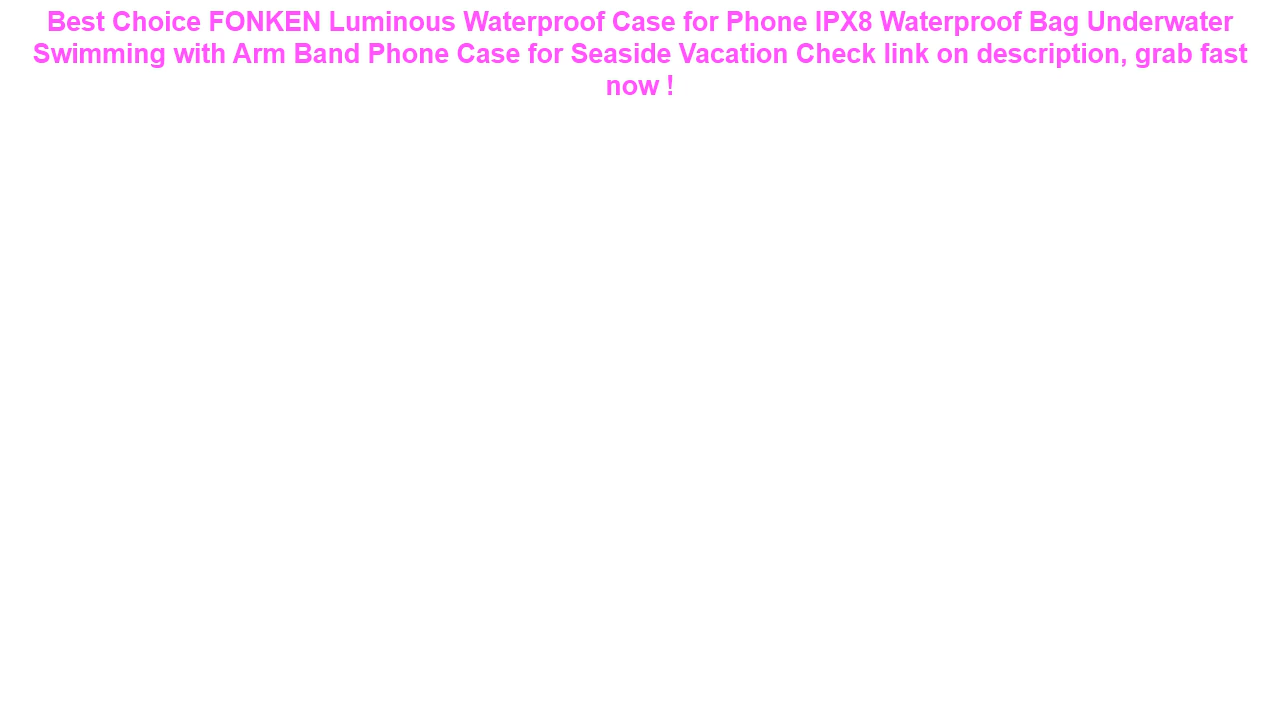 Best Choice FONKEN Luminous Waterproof Case for Phone IPX8 Waterproof Bag Underwater
Swimming with Arm Band Phone Case for Seaside Vacation Check link on description, grab fast
now !